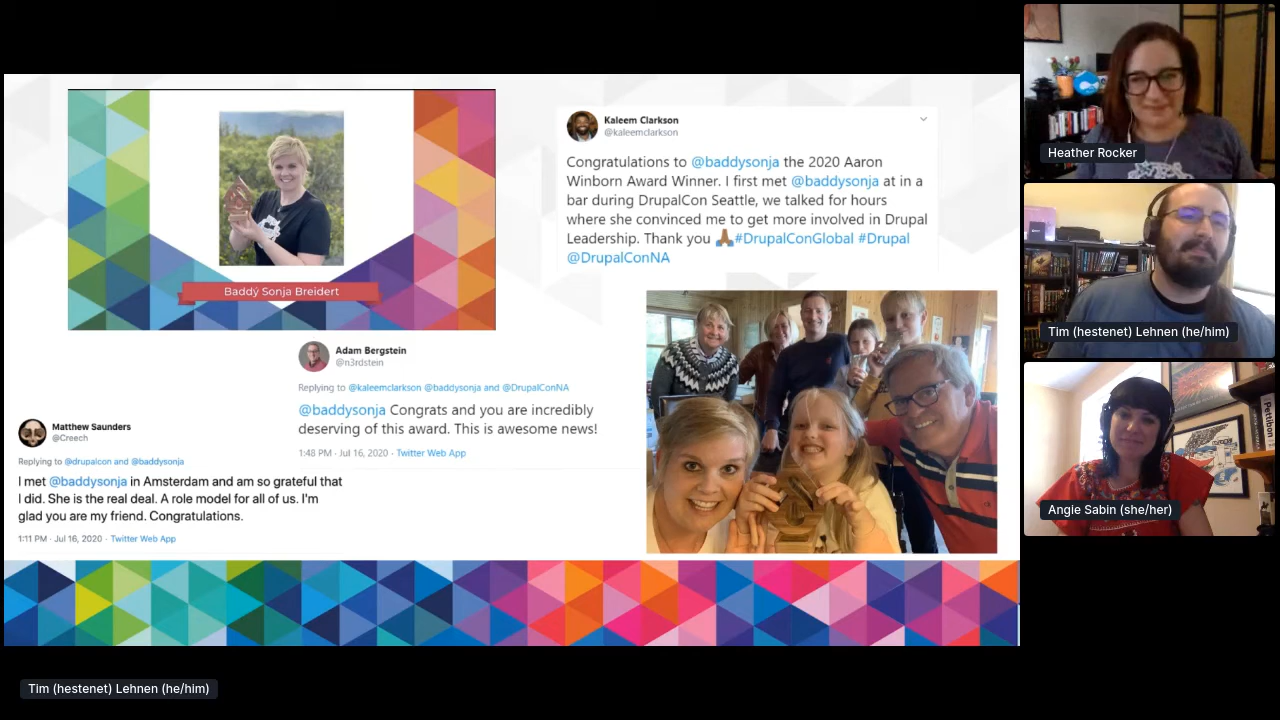 Baddý Sonja Breidert
Kaleem Clarkson
@kaleemclarkson
Congratulations to @baddysonja the 2020 Aaron
Winborn Award Winner. I first met @baddysonja at in a
bar during DrupalCon Seattle, we talked for hours
where she convinced me to get more involved in Drupal
Leadership. Thank you 🙏🏾#DrupalConGlobal #Drupal
@DrupalConNA
Adam Bergstein
@n3rdstein
Replying to @kaleemclarkson @baddysonja and @DrupalConNA
@baddysonja Congrats and you are incredibly
deserving of this award. This is awesome news!
1:48 PM · Jul 16, 2020 · Twitter Web App
Matthew Saunders
@Creech
Replying to @drupalcon and @baddysonja
I met @baddysonja in Amsterdam and am so grateful that
I did. She is the real deal. A role model for all of us. I'm
glad you are my friend. Congratulations.
1:11 PM · Jul 16, 2020 · Twitter Web App
Heather Rocker
Tim (hestenet) Lehnen (he/him)
Angie Sabin (she/her)
Pettibon
Tim (hestenet) Lehnen (he/him)